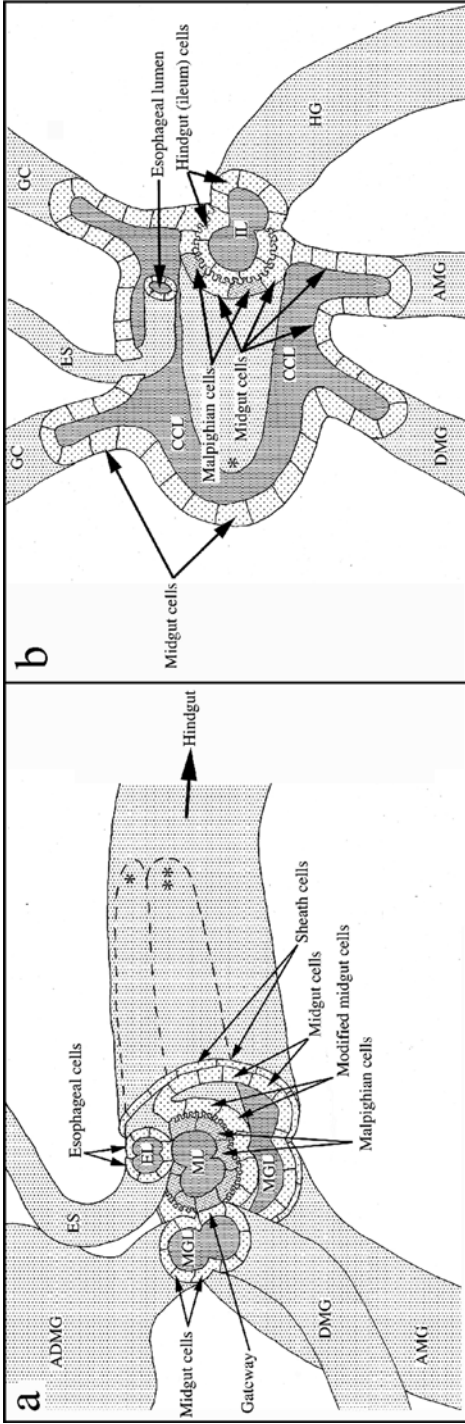 a
ADMG
ES
Esophageal cells
EL
MGL
MU
MGL
Midgut cells
Gateway
DMG
AMG
*
**
Hindgut
Sheath cells
Midgut cells
Modified midgut cells
Malpighian cells
b
Midgut cells
GC
ES
GC
Esophageal lumen
Hindgut (ileum) cells
CCL
*
Malpighian cells
Midgut cells
CCL
IL
HG
DMG
AMG